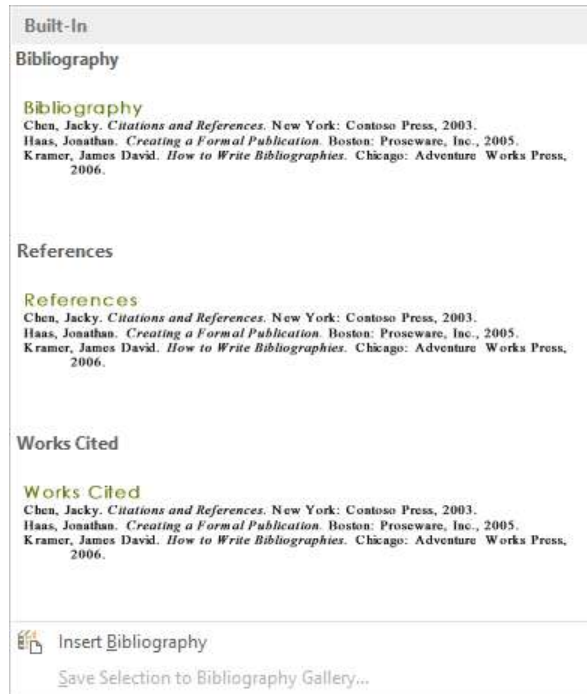 Built-In
Bibliography
Bibliography
Chen, Jacky. Citations and References. New York: Contoso Press, 2003.
Haas, Jonathan. Creating a Formal Publication. Boston: Proseware, Inc., 2005.
Kramer, James David. How to Write Bibliographies. Chicago: Adventure Works Press,
2006.
References
References
Chen, Jacky. Citations and References. New York: Contoso Press, 2003.
Haas, Jonathan. Creating a Formal Publication. Boston: Proseware, Inc., 2005.
Kramer, James David. How to Write Bibliographies. Chicago: Adventure Works Press,
2006.
Works Cited
Works Cited
Chen, Jacky. Citations and References. New York: Contoso Press, 2003.
Haas, Jonathan. Creating a Formal Publication. Boston: Proseware, Inc., 2005.
Kramer, James David. How to Write Bibliographies. Chicago: Adventure Works Press,
2006.
Insert Bibliography
Save Selection to Bibliography Gallery...